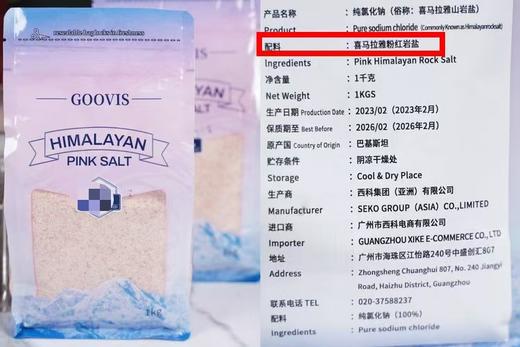 resealable bag locks in freshness
GOOVIS
HIMALAYAN
PINK SALT
1kg
产品名称 : 纯氯化钠（俗称：喜马拉雅山岩盐）
Product : Pure sodium chloride (Commonly Known as Himalayanrocksalt)
配料 : 喜马拉雅粉红岩盐
Ingredients : Pink Himalayan Rock Salt
净含量 : 1千克
Net Weight : 1KGS
生产日期 Production Date : 2023/02（2023年2月）
保质期至 Best Before : 2026/02（2026年2月）
原产国 Country of Origin : 巴基斯坦
贮存条件 : 阴凉干燥处
Storage : Cool & Dry Place
生产商 : 西科集团（亚洲）有限公司
Manufacturer : SEKO GROUP (ASIA) CO.,LIMITED
进口商 : 广州市西科电商有限公司
Importer : GUANGZHOU XIKE E-COMMERCE CO., LTD
地址 : 广州市海珠区江怡路240号中盛创汇807
Address : Zhongsheng Chuanghui 807, No. 240 Jiangyi
Road, Haizhu District, Guangzhou
联系电话 TEL : 020-37588237
配料 : 纯氯化钠（100%）
Ingredients : Pure sodium chloride